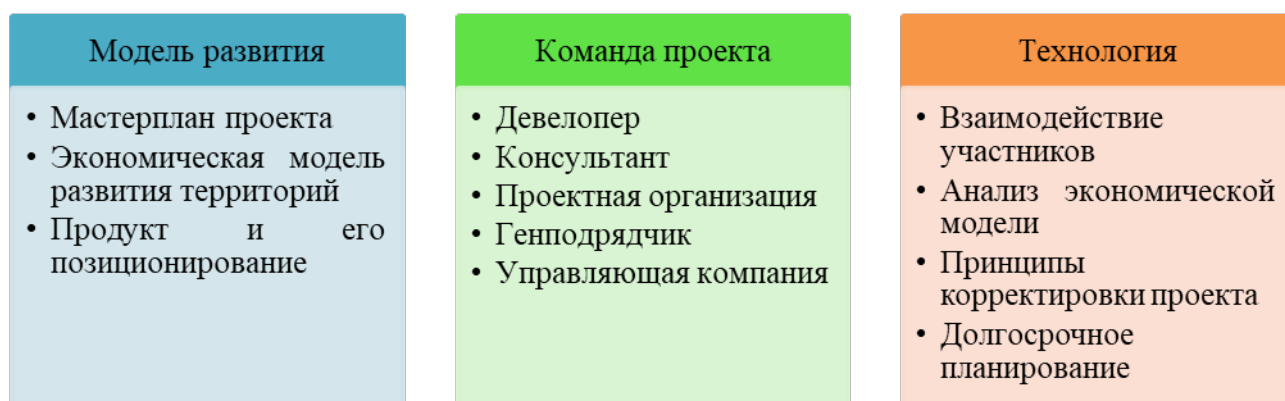 Модель развития
• Мастерплан проекта
• Экономическая модель
развития территорий
• Продукт и его
позиционирование
Команда проекта
• Девелопер
• Консультант
• Проектная организация
• Генподрядчик
• Управляющая компания
Технология
• Взаимодействие
участников
• Анализ экономической
модели
• Принципы
корректировки проекта
• Долгосрочное
планирование